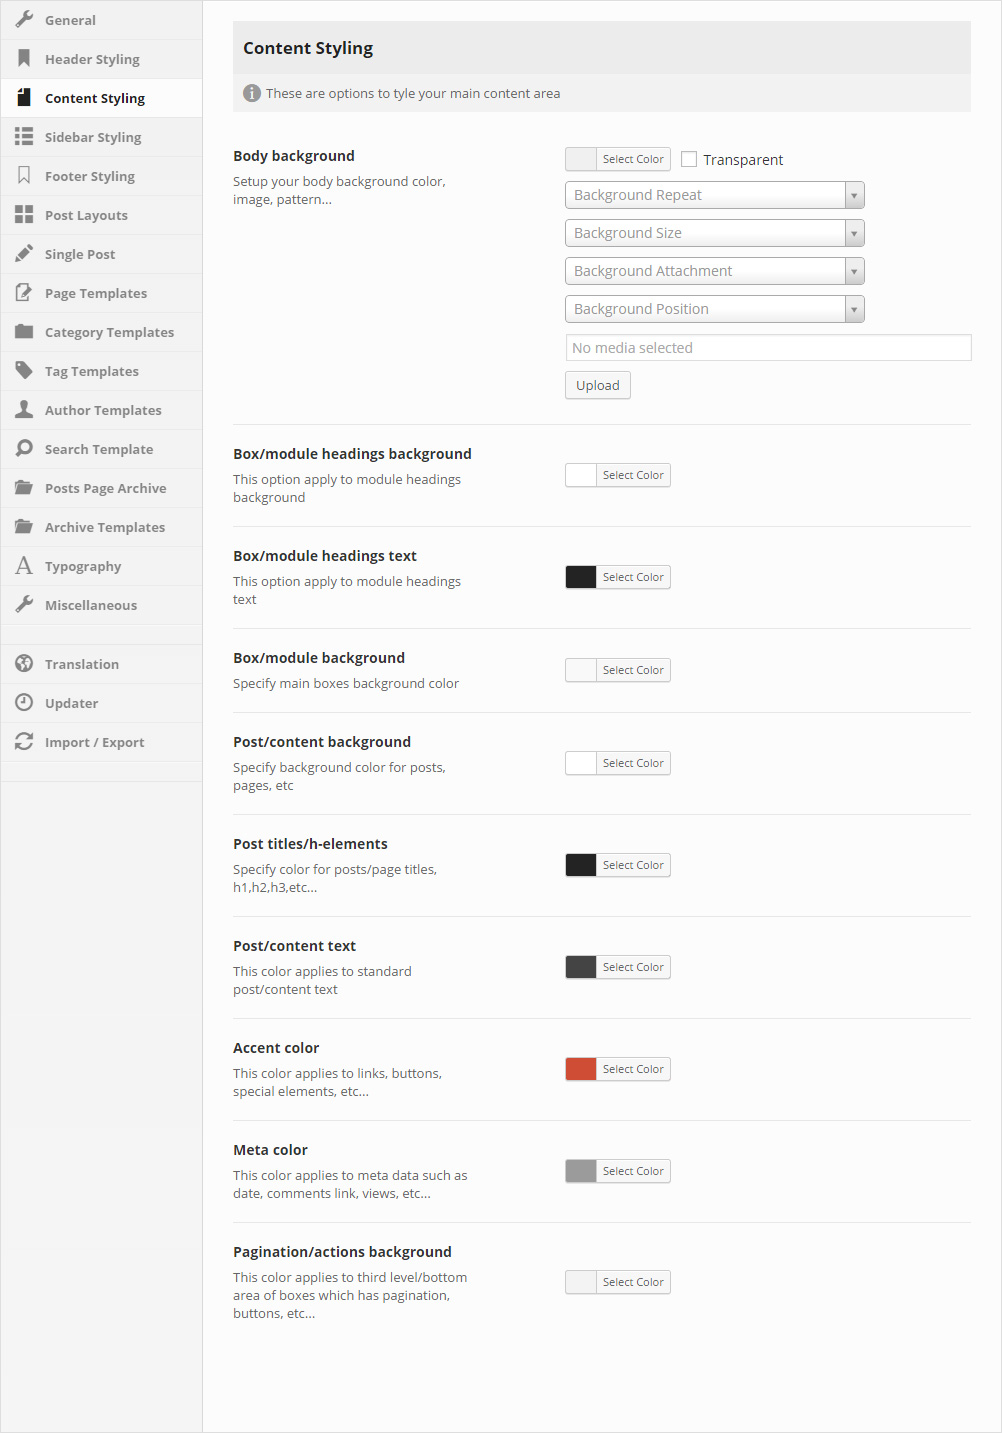 General
Header Styling
Content Styling
Sidebar Styling
Footer Styling
Post Layouts
Single Post
Page Templates
Category Templates
Tag Templates
Author Templates
Search Template
Posts Page Archive
Archive Templates
Typography
Miscellaneous
Translation
Updater
Import / Export
Content Styling
These are options to tyle your main content area
Body background
Setup your body background color,
image, pattern...
Select Color
Transparent
Background Repeat
Background Size
Background Attachment
Background Position
No media selected
Upload
Box/module headings background
This option apply to module headings
background
Select Color
Box/module headings text
This option apply to module headings
text
Select Color
Box/module background
Specify main boxes background color
Select Color
Post/content background
Specify background color for posts,
pages, etc
Select Color
Post titles/h-elements
Specify color for posts/page titles,
h1,h2,h3,etc...
Select Color
Post/content text
This color applies to standard
post/content text
Select Color
Accent color
This color applies to links, buttons,
special elements, etc...
Select Color
Meta color
This color applies to meta data such as
date, comments link, views, etc...
Select Color
Pagination/actions background
This color applies to third level/bottom
area of boxes which has pagination,
buttons, etc...
Select Color